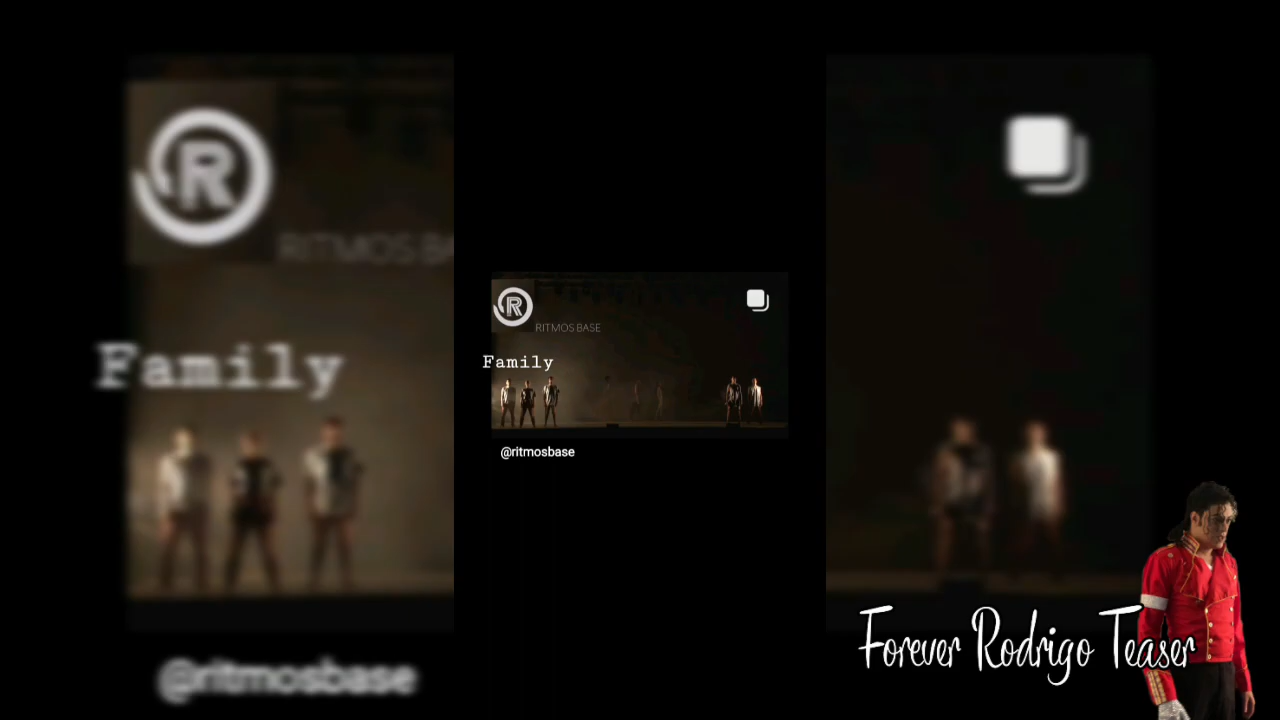 R
RITMOS BASE
Family
@ritmosbase
R
RITMOS BASE
Family
@ritmosbase
Forever Rodrigo Teaser